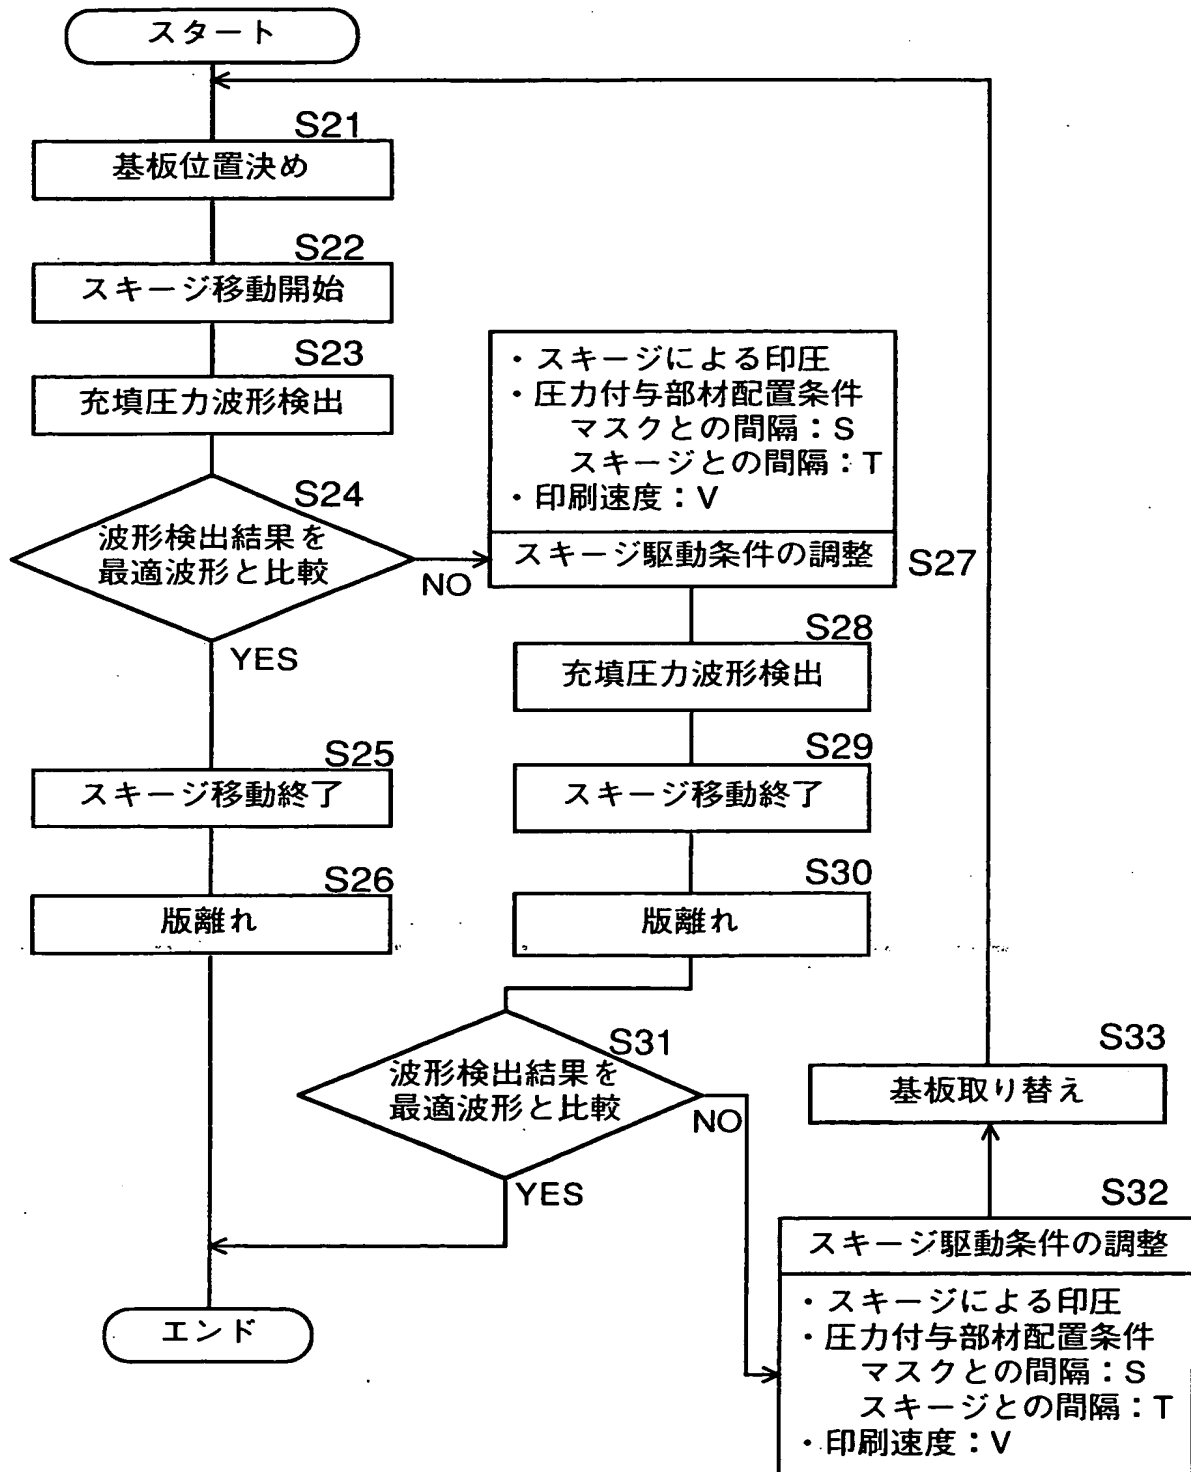 スタート
S21
基板位置決め
S22
スキージ移動開始
S23
充填圧力波形検出
S24
波形検出結果を
最適波形と比較
NO
YES
・スキージによる印圧
・圧力付与部材配置条件
マスクとの間隔：S
スキージとの間隔：T
・印刷速度：V
スキージ駆動条件の調整
S27
S28
充填圧力波形検出
S25
スキージ移動終了
S29
スキージ移動終了
S26
版離れ
S30
版離れ
S31
波形検出結果を
最適波形と比較
NO
YES
S33
基板取り替え
S32
スキージ駆動条件の調整
・スキージによる印圧
・圧力付与部材配置条件
マスクとの間隔：S
スキージとの間隔：T
・印刷速度：V
エンド